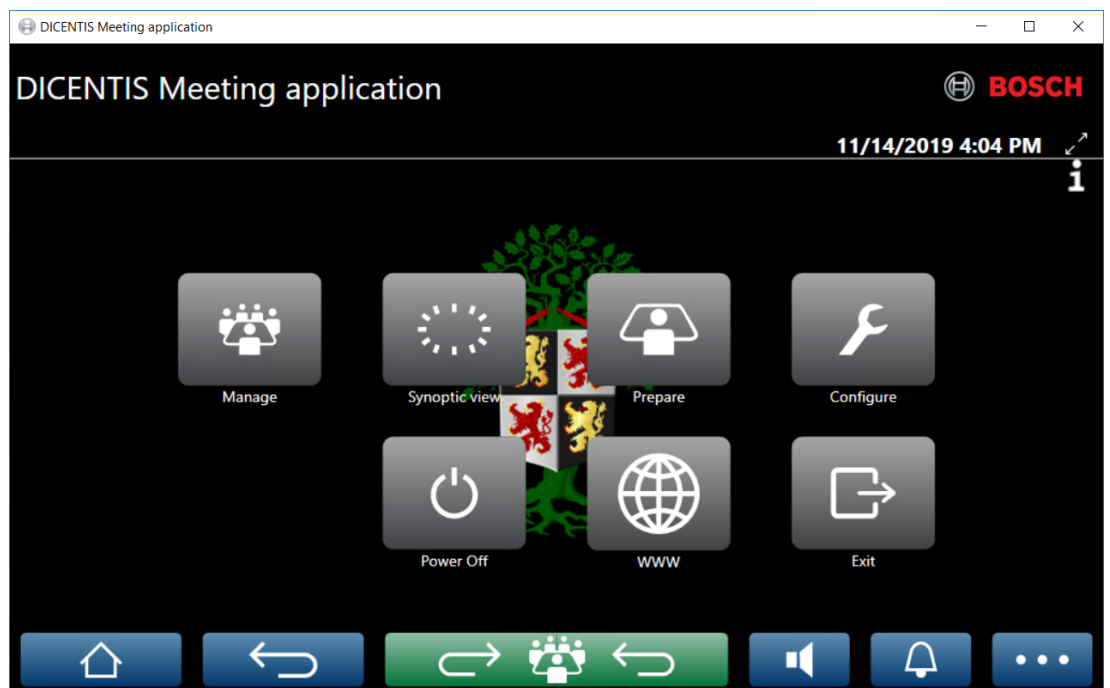 DICENTIS Meeting application
DICENTIS Meeting application
BOSCH
11/14/2019 4:04 PM
Manage
Synoptic view
Prepare
Configure
Power Off
WWW
Exit